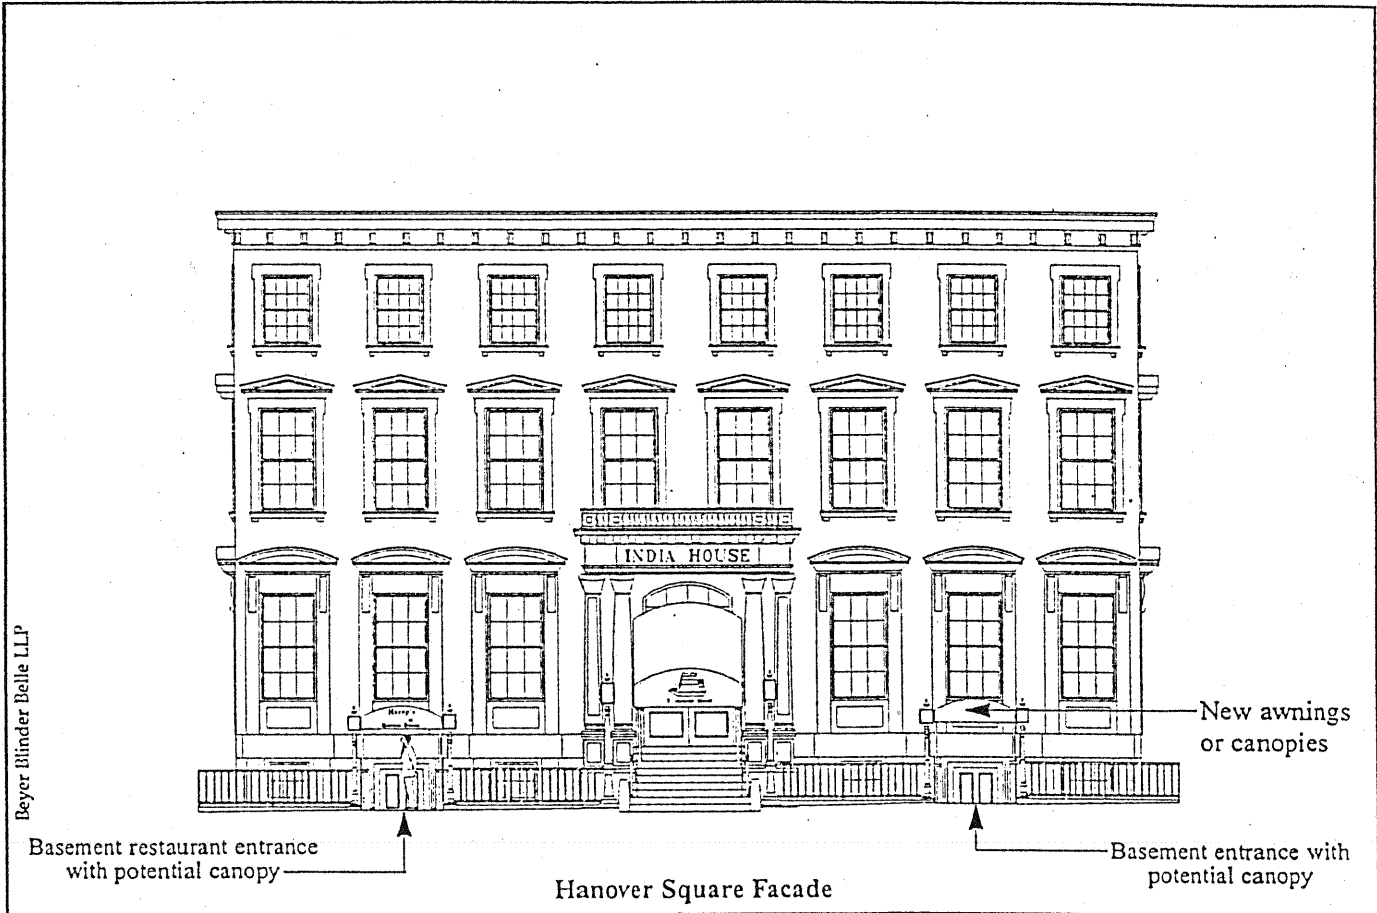 INDIA HOUSE
Harry's
New awnings
or canopies
Beyer Blinder Belle LLP
Basement restaurant entrance
with potential canopy
Basement entrance with
potential canopy
Hanover Square Facade